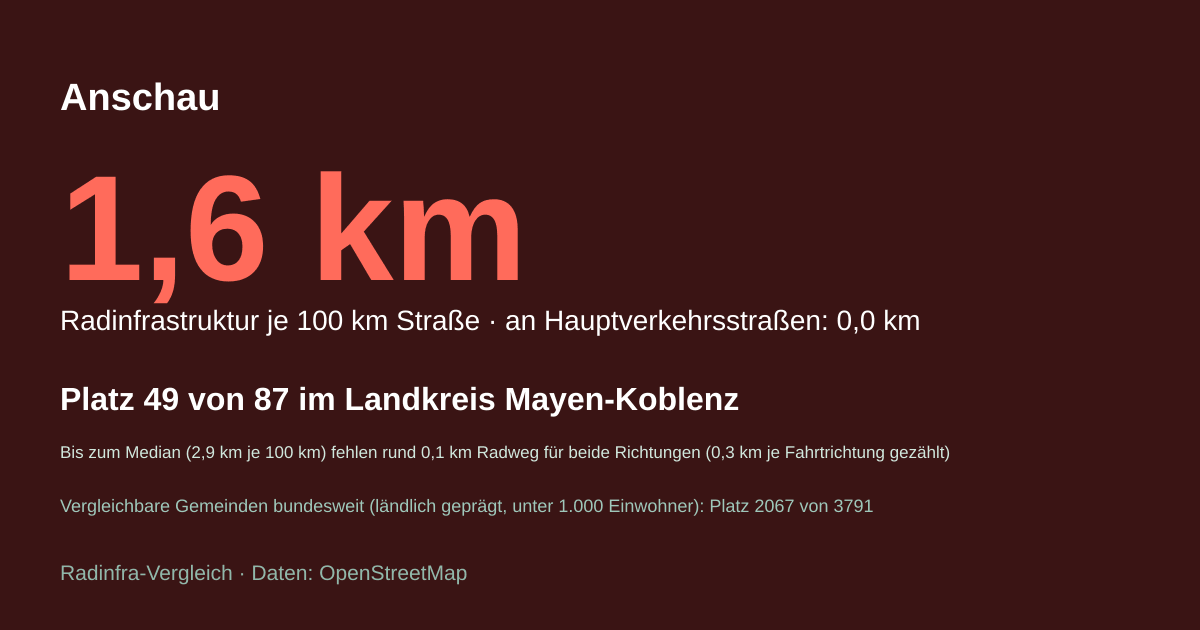 Anschau
1,6 km
Radinfrastruktur je 100 km Straße · an Hauptverkehrsstraßen: 0,0 km
Platz 49 von 87 im Landkreis Mayen-Koblenz
Bis zum Median (2,9 km je 100 km) fehlen rund 0,1 km Radweg für beide Richtungen (0,3 km je Fahrtrichtung gezählt)
Vergleichbare Gemeinden bundesweit (ländlich geprägt, unter 1.000 Einwohner): Platz 2067 von 3791
Radinfra-Vergleich · Daten: OpenStreetMap